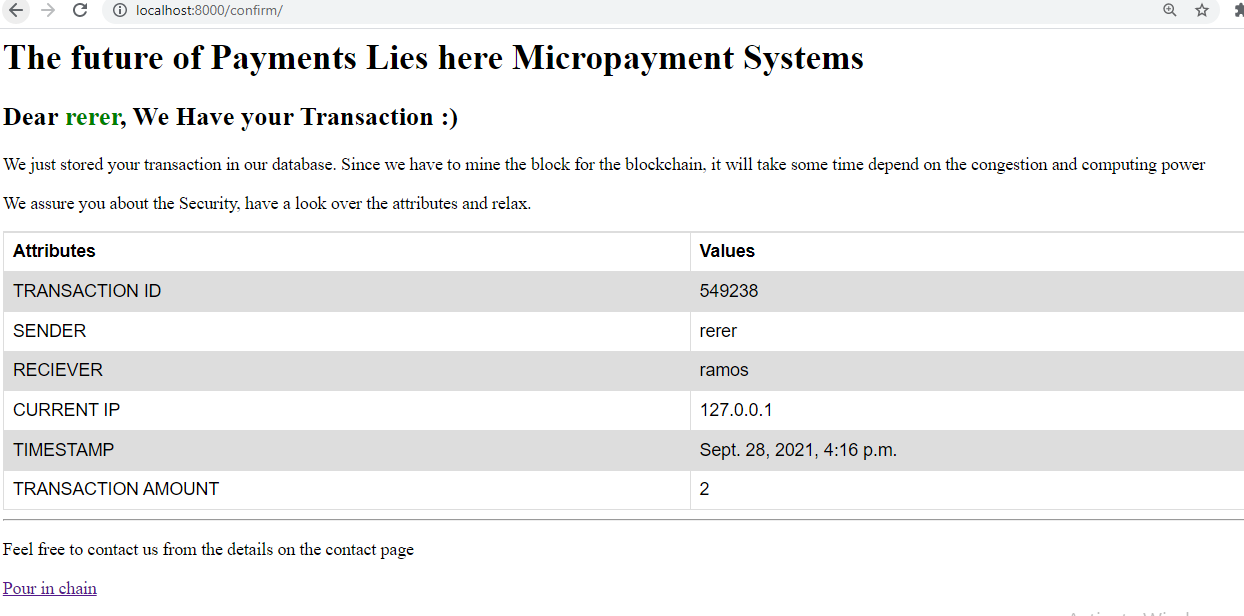 localhost:8000/confirm/
The future of Payments Lies here Micropayment Systems
Dear rerer, We Have your Transaction :)
We just stored your transaction in our database. Since we have to mine the block for the blockchain, it will take some time depend on the congestion and computing power
We assure you about the Security, have a look over the attributes and relax.
Attributes Values
TRANSACTION ID 549238
SENDER rerer
RECIEVER ramos
CURRENT IP 127.0.0.1
TIMESTAMP Sept. 28, 2021, 4:16 p.m.
TRANSACTION AMOUNT 2
Feel free to contact us from the details on the contact page
Pour in chain